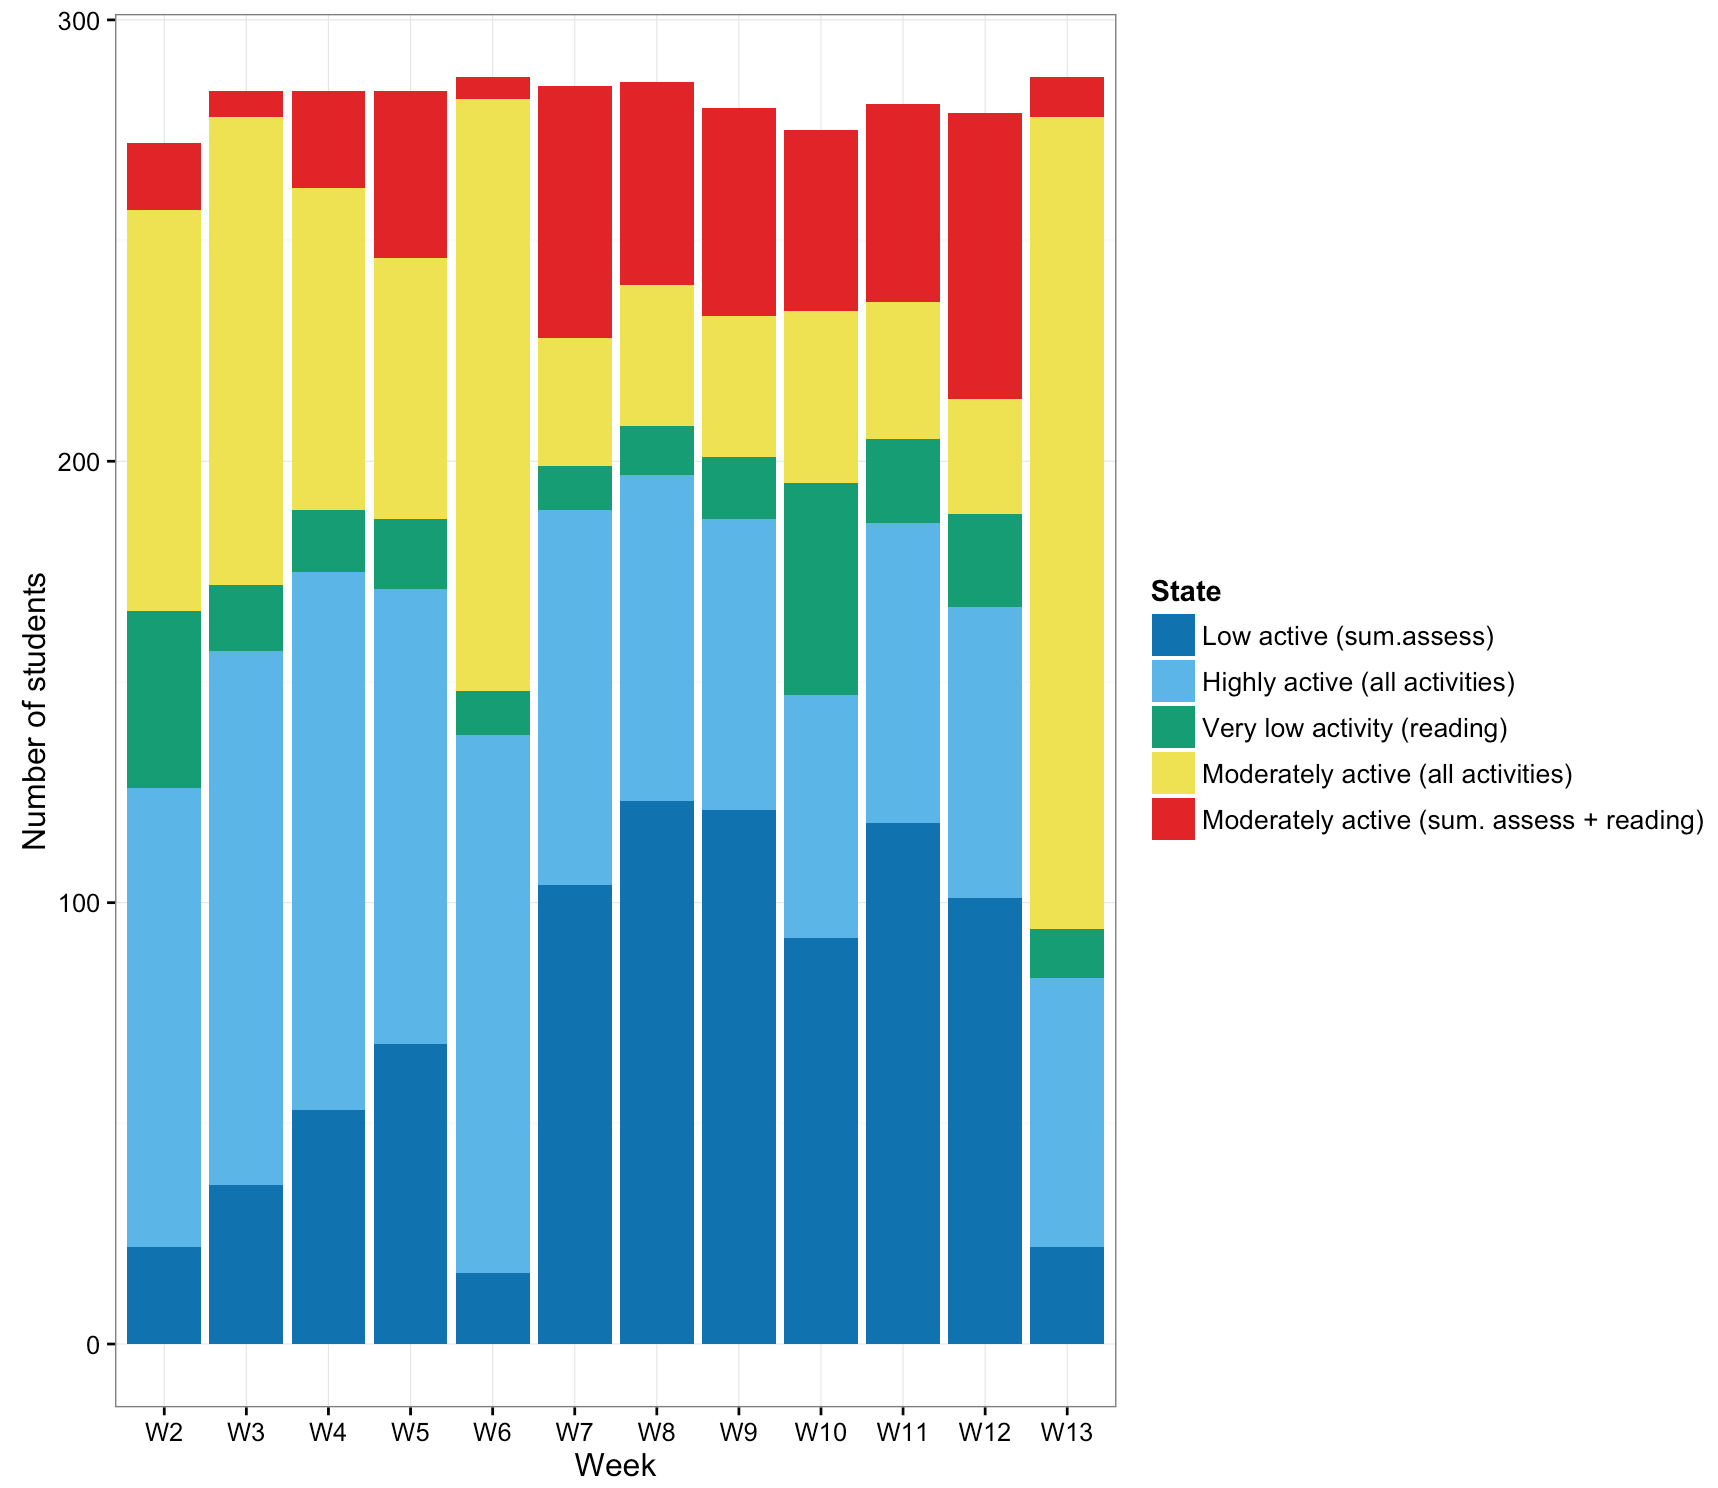 300
200
100
0
Number of students
W2 W3 W4 W5 W6 W7 W8 W9 W10 W11 W12 W13
Week
State
Low active (sum.assess)
Highly active (all activities)
Very low activity (reading)
Moderately active (all activities)
Moderately active (sum. assess + reading)